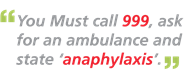 “You Must call 999, ask
for an ambulance and
state ‘anaphylaxis’.”